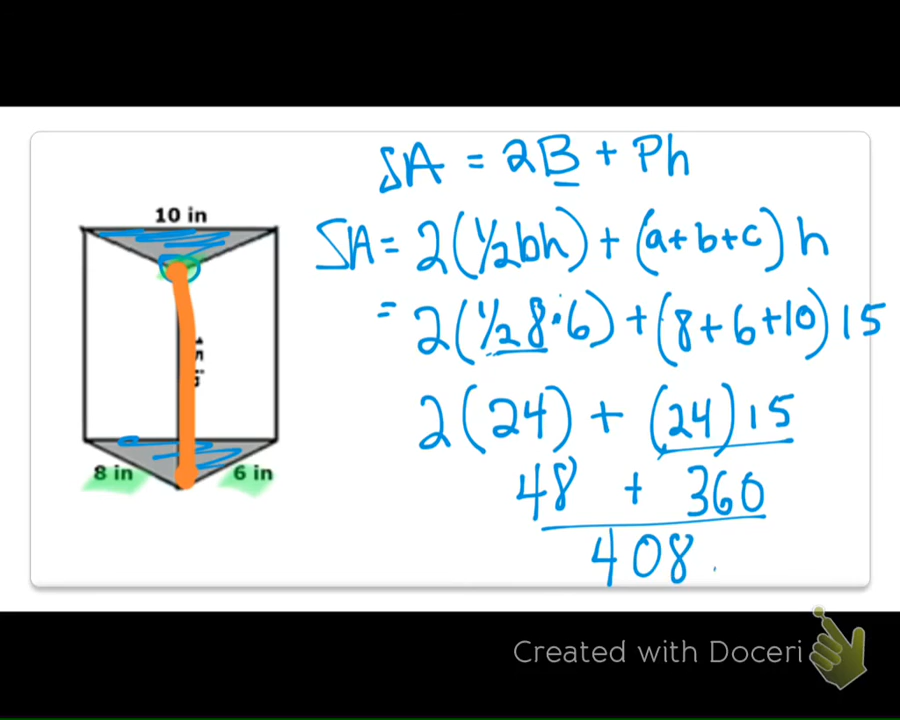 SA = 2B + Ph
10 in
SA = 2(1/2bh) + (a+b+c)h
= 2(1/2 8·6) + (8+6+10)15
2(24) + (24)15
8 in
6 in
48 + 360
408
Created with Doceri